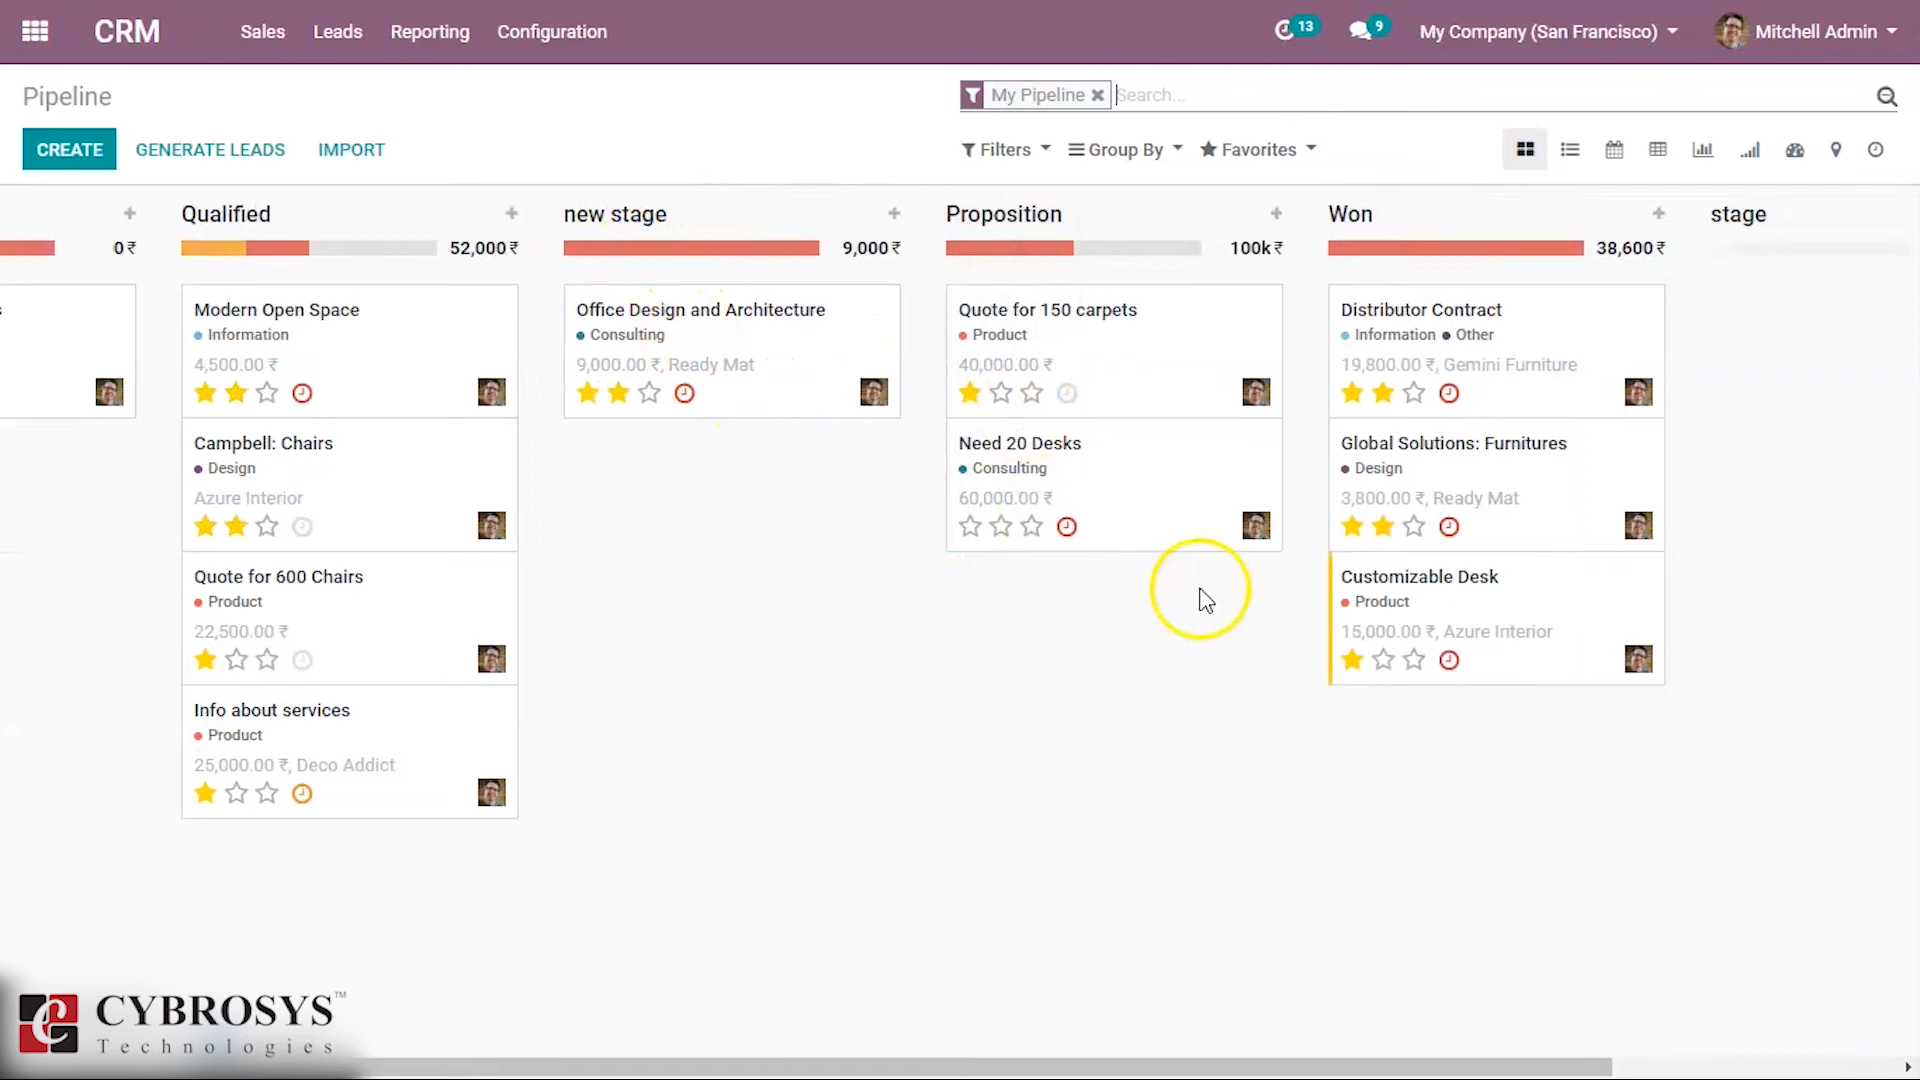 CRM Sales Leads Reporting Configuration 13 9 My Company (San Francisco) Mitchell Admin
Pipeline My Pipeline Search...
CREATE GENERATE LEADS IMPORT Filters Group By Favorites
0 ₹
Qualified
52,000 ₹
Modern Open Space
Information
4,500.00 ₹
Campbell: Chairs
Design
Azure Interior
Quote for 600 Chairs
Product
22,500.00 ₹
Info about services
Product
25,000.00 ₹, Deco Addict
new stage
9,000 ₹
Office Design and Architecture
Consulting
9,000.00 ₹, Ready Mat
Proposition
100k ₹
Quote for 150 carpets
Product
40,000.00 ₹
Need 20 Desks
Consulting
60,000.00 ₹
Won
38,600 ₹
Distributor Contract
Information Other
19,800.00 ₹, Gemini Furniture
Global Solutions: Furnitures
Design
3,800.00 ₹, Ready Mat
Customizable Desk
Product
15,000.00 ₹, Azure Interior
stage
CYBROSYS™
Technologies